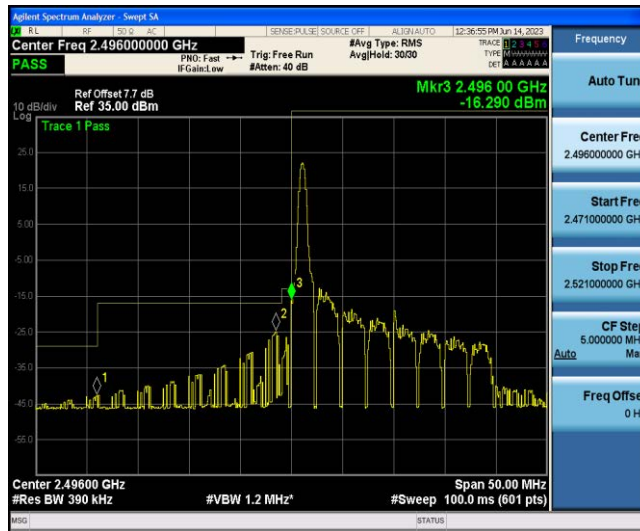 Agilent Spectrum Analyzer - Swept SA
RL RF 50 Ω AC SENSE:PULSE SOURCE OFF ALIGN AUTO 12:36:55 PM Jun 14, 2023
Center Freq 2.496000000 GHz
PASS
PNO: Fast
IFGain:Low
Trig: Free Run
#Atten: 40 dB
#Avg Type: RMS
Avg|Hold: 30/30
TRACE 1 2 3 4 5 6
TYPE
DET A A A A A A
Ref Offset 7.7 dB
Ref 35.00 dBm
10 dB/div
Log
Mkr3 2.496 00 GHz
-16.290 dBm
Trace 1 Pass
25.0
15.0
5.00
-5.00
-15.0
-25.0
-35.0
-45.0
-55.0
1
2
3
Center 2.49600 GHz
Span 50.00 MHz
#Res BW 390 kHz
#VBW 1.2 MHz*
#Sweep 100.0 ms (601 pts)
MSG
STATUS
Frequency
Auto Tun
Center Fre
2.496000000 GH
Start Fre
2.471000000 GH
Stop Fre
2.521000000 GH
CF Step
5.000000 MH
Auto Ma
Freq Offse
0 H